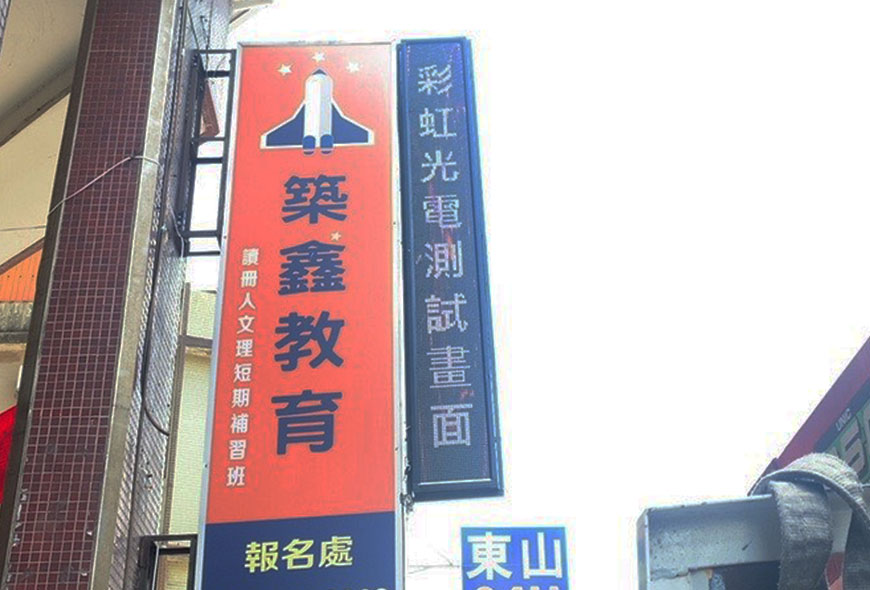 築鑫教育
讀冊人文理短期補習班
報名處
彩虹光電測試畫面
東山
UNIC